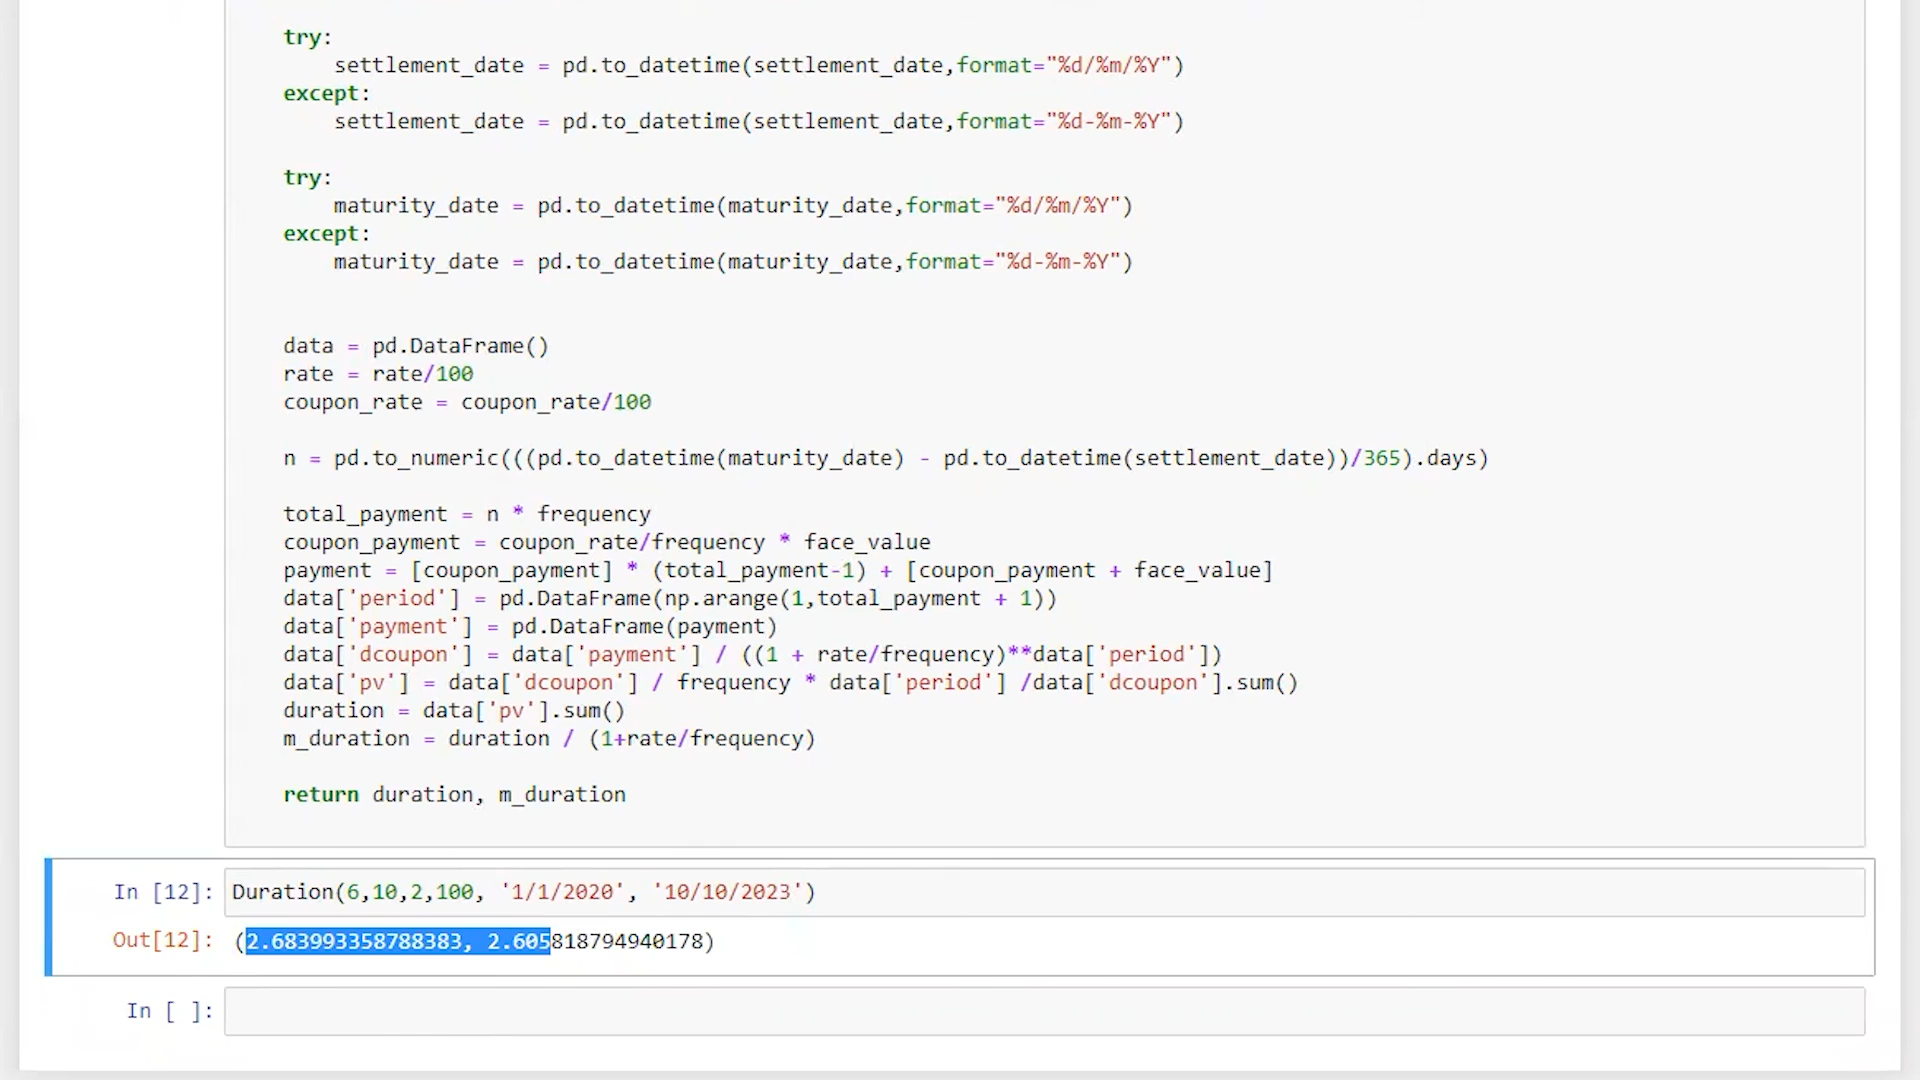 try:
settlement_date = pd.to_datetime(settlement_date,format="%d/%m/%Y")
except:
settlement_date = pd.to_datetime(settlement_date,format="%d-%m-%Y")
try:
maturity_date = pd.to_datetime(maturity_date,format="%d/%m/%Y")
except:
maturity_date = pd.to_datetime(maturity_date,format="%d-%m-%Y")
data = pd.DataFrame()
rate = rate/100
coupon_rate = coupon_rate/100
n = pd.to_numeric(((pd.to_datetime(maturity_date) - pd.to_datetime(settlement_date))/365).days)
total_payment = n * frequency
coupon_payment = coupon_rate/frequency * face_value
payment = [coupon_payment] * (total_payment-1) + [coupon_payment + face_value]
data['period'] = pd.DataFrame(np.arange(1,total_payment + 1))
data['payment'] = pd.DataFrame(payment)
data['dcoupon'] = data['payment'] / ((1 + rate/frequency)**data['period'])
data['pv'] = data['dcoupon'] / frequency * data['period'] /data['dcoupon'].sum()
duration = data['pv'].sum()
m_duration = duration / (1+rate/frequency)
return duration, m_duration
In [12]: Duration(6,10,2,100, '1/1/2020', '10/10/2023')
Out[12]: (2.683993358788383, 2.605818794940178)
In [ ]: